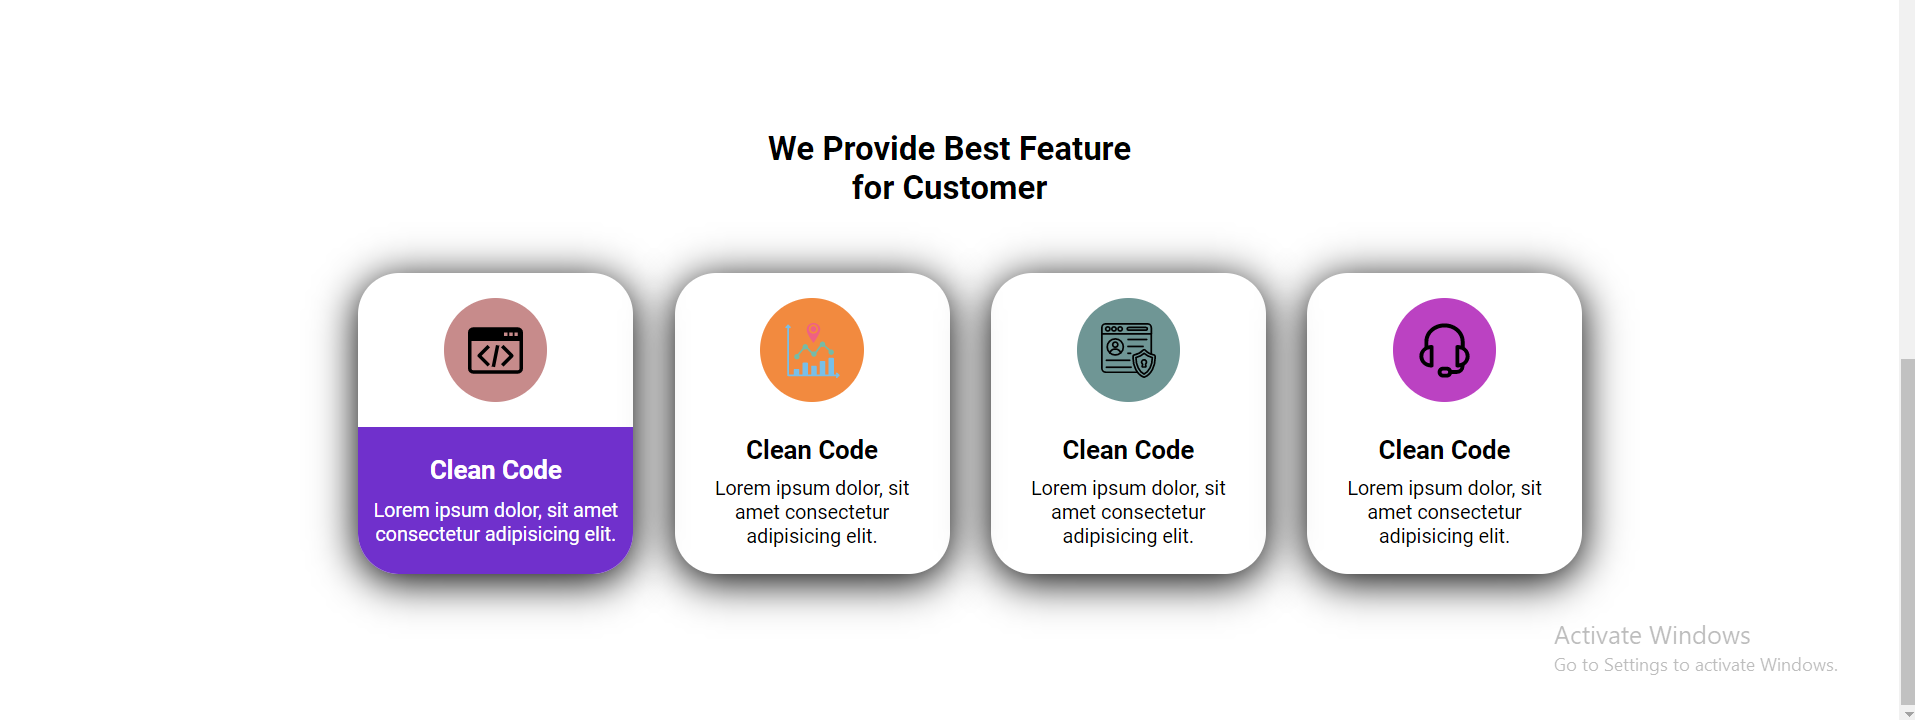 We Provide Best Feature
for Customer
Clean Code
Lorem ipsum dolor, sit amet
consectetur adipisicing elit.
Clean Code
Lorem ipsum dolor, sit
amet consectetur
adipisicing elit.
Clean Code
Lorem ipsum dolor, sit
amet consectetur
adipisicing elit.
Clean Code
Lorem ipsum dolor, sit
amet consectetur
adipisicing elit.
Activate Windows
Go to Settings to activate Windows.